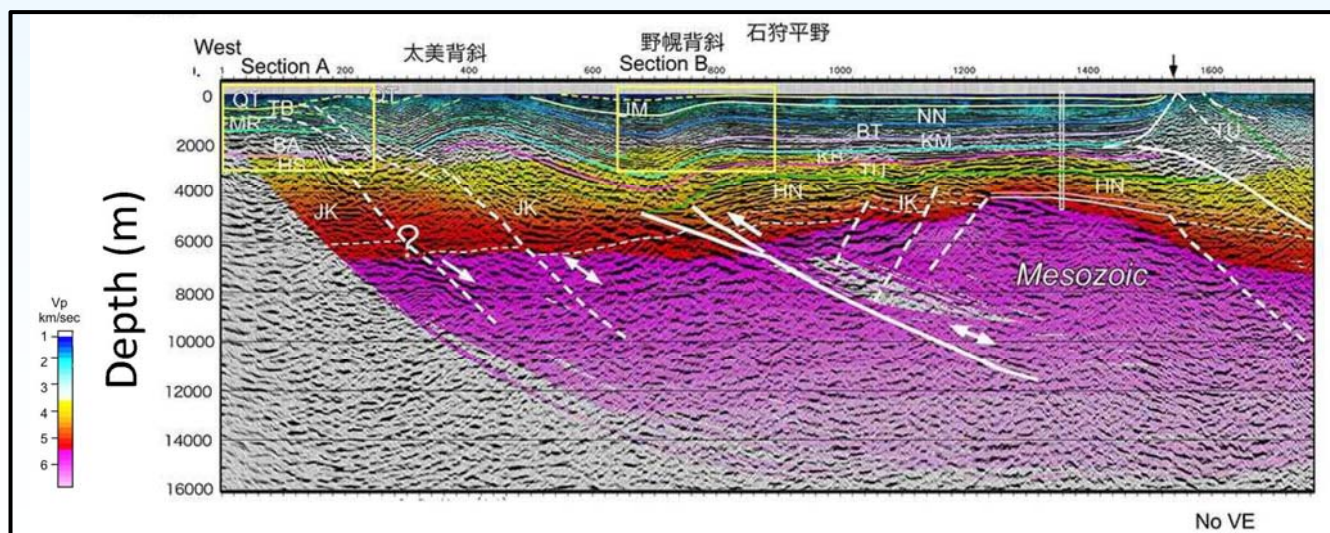 石狩平野
太美背斜
野幌背斜
West
Section A
Section B
200
400
600
800
1000
1200
1400
1600
0
2000
4000
6000
8000
10000
12000
14000
16000
Depth (m)
QT
TB
MR
BA
HS
JK
JK
?
JM
BT
NN
KM
HN
IK
HN
TU
Mesozoic
Vp
km/sec
1
2
3
4
5
6
No VE